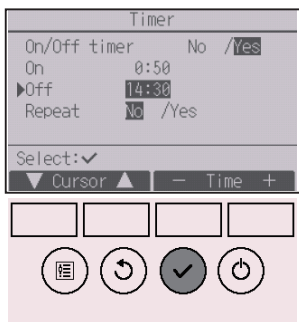 Timer
On/Off timer No /Yes
On 0:50
▶Off 14:30
Repeat No /Yes
Select:✓
▼ Cursor ▲ − Time +